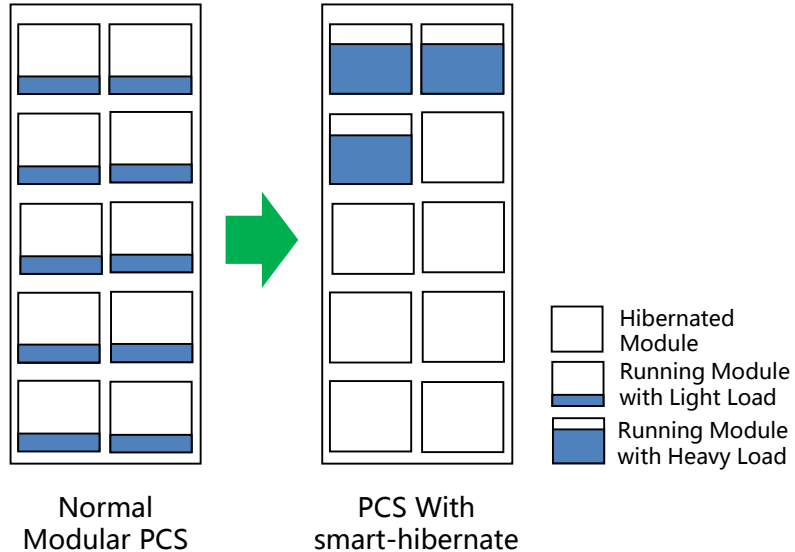 Hibernated
Module
Running Module
with Light Load
Running Module
with Heavy Load
Normal
Modular PCS
PCS With
smart-hibernate